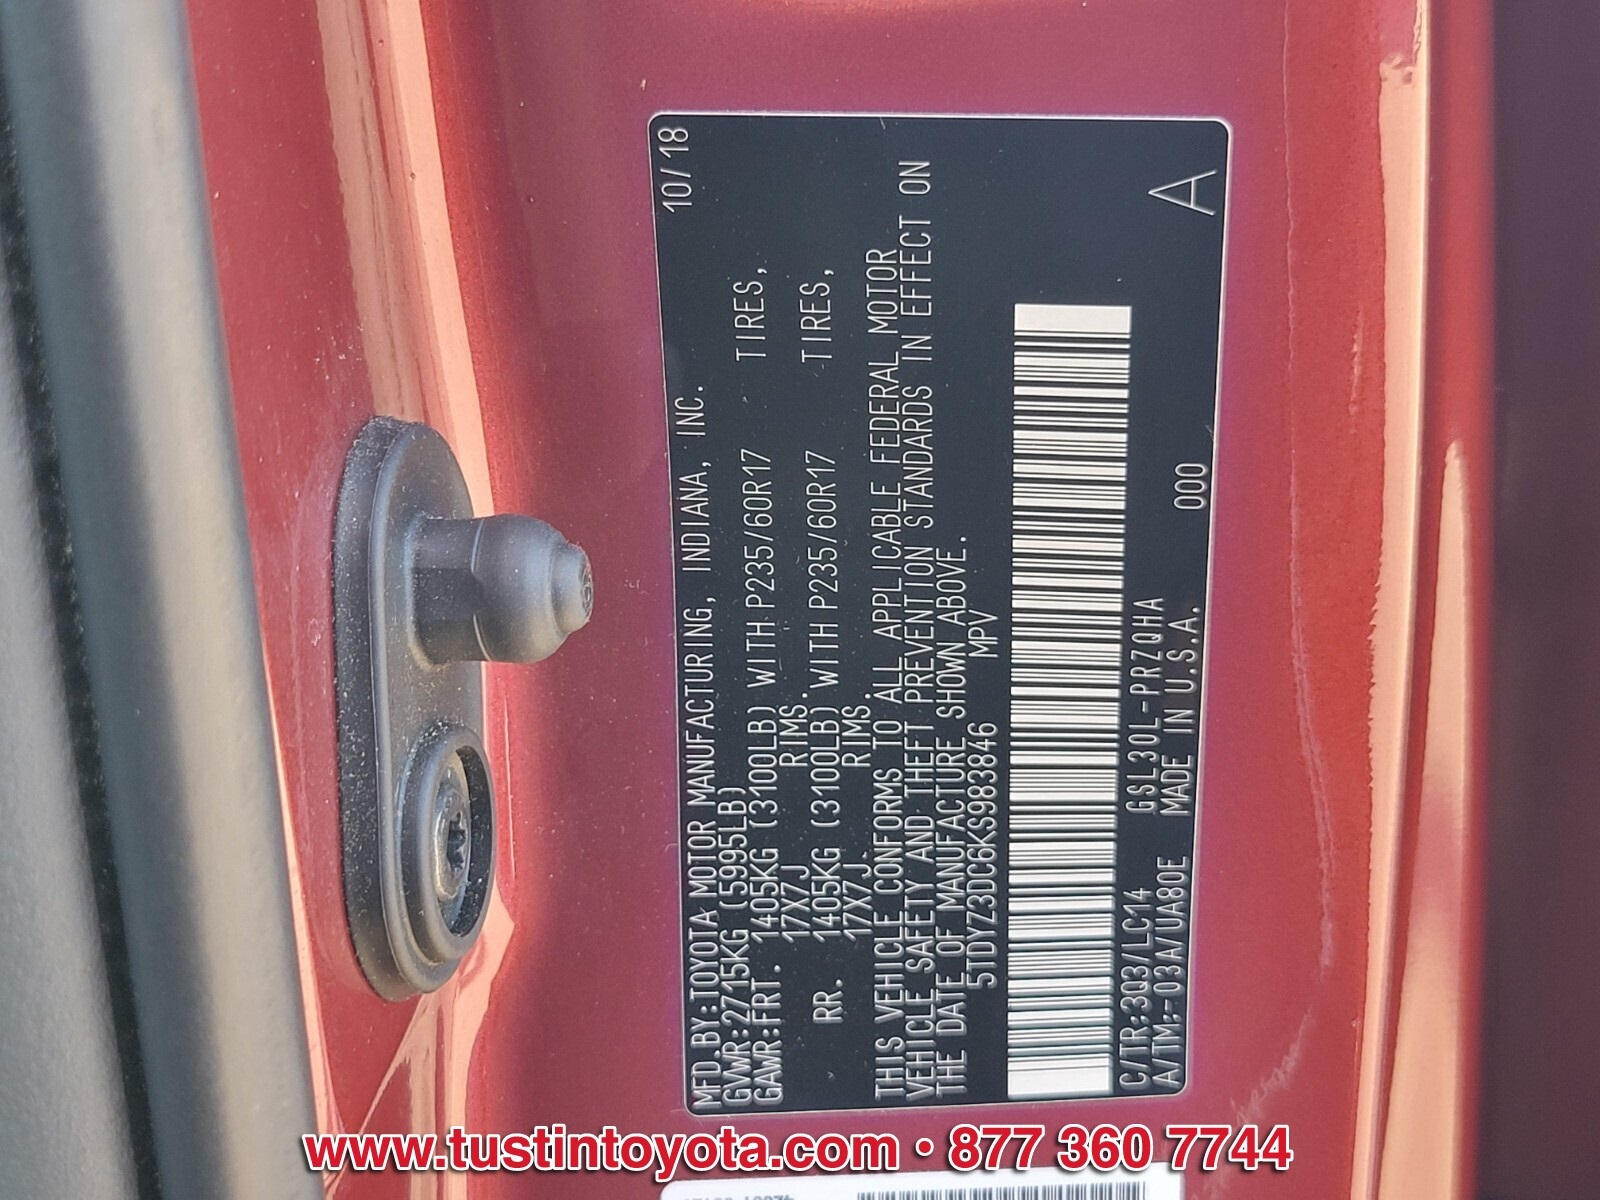 MFD.BY:TOYOTA MOTOR MANUFACTURING, INDIANA, INC. 10/18
GVWR:2715KG (5995LB)
GAWR:FRT. 1405KG (3100LB) WITH P235/60R17 TIRES,
17X7J RIMS.
RR. 1405KG (3100LB) WITH P235/60R17 TIRES,
17X7J RIMS.
THIS VEHICLE CONFORMS TO ALL APPLICABLE FEDERAL MOTOR
VEHICLE SAFETY AND THEFT PREVENTION STANDARDS IN EFFECT ON
THE DATE OF MANUFACTURE SHOWN ABOVE.
5TDYZ3DC6KS983846 MPV
C/TR:3Q3/LC14 GSL30L-PRZQHA
A/TM:-03A/UA80E MADE IN U.S.A. 000 A
www.tustintoyota.com • 877 360 7744